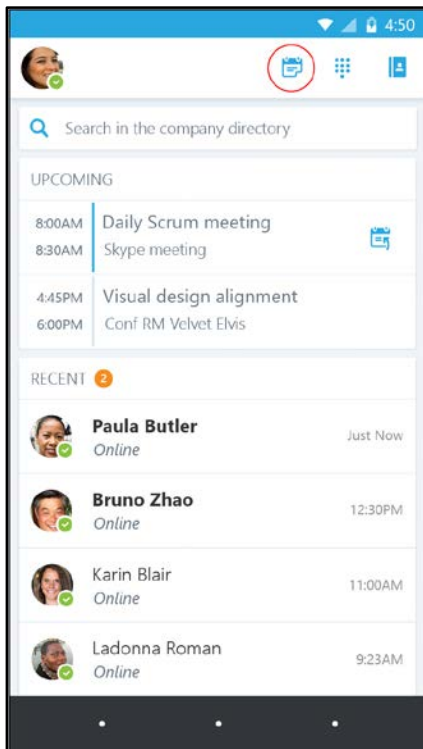 4:50
Search in the company directory
UPCOMING
8:00AM Daily Scrum meeting
8:30AM Skype meeting
4:45PM Visual design alignment
6:00PM Conf RM Velvet Elvis
RECENT 2
Paula Butler Just Now
Online
Bruno Zhao 12:30PM
Online
Karin Blair 11:00AM
Online
Ladonna Roman 9:23AM
Online